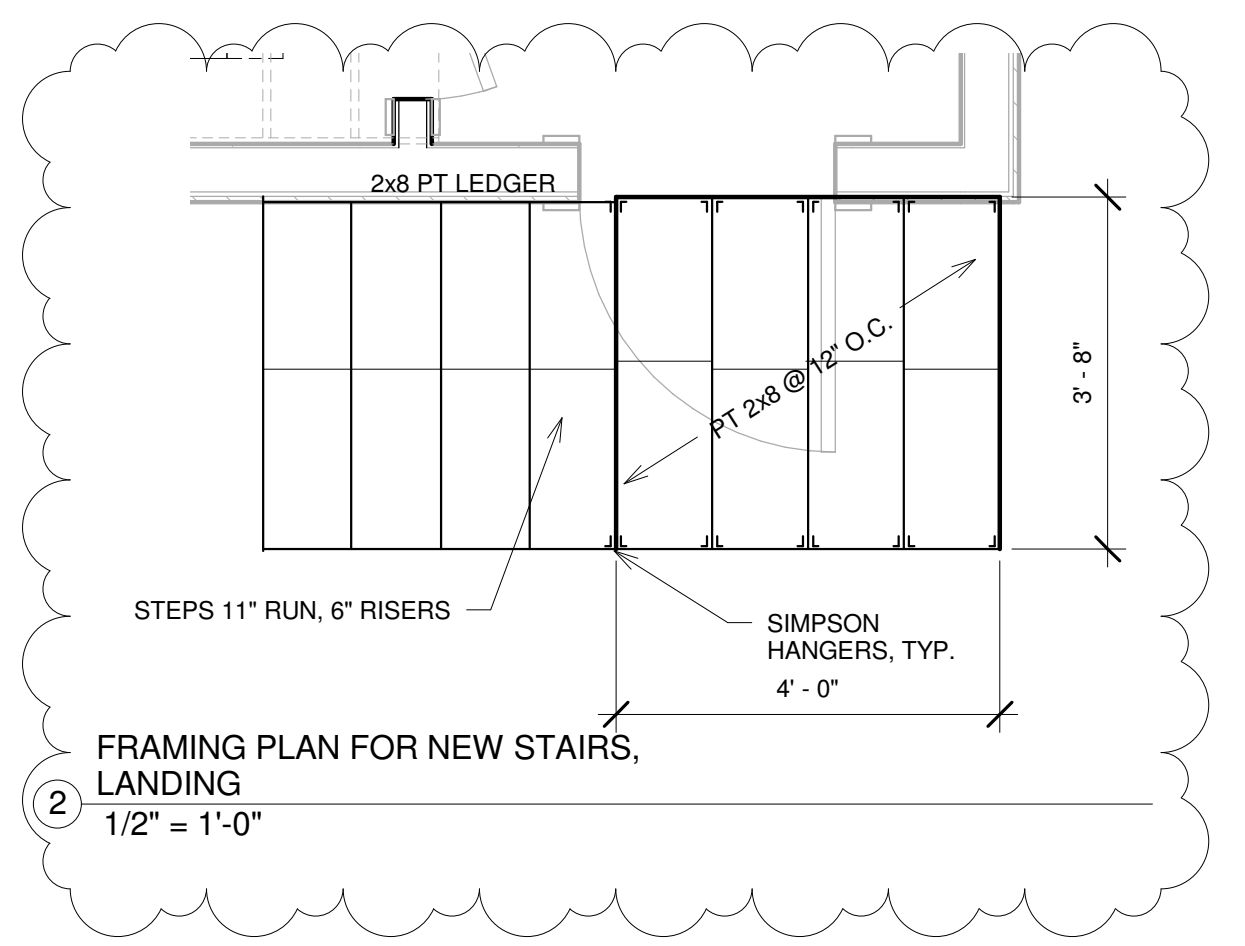 2x8 PT LEDGER
PT 2x8 @ 12" O.C.
3' - 8"
STEPS 11" RUN, 6" RISERS
SIMPSON
HANGERS, TYP.
4' - 0"
FRAMING PLAN FOR NEW STAIRS,
LANDING
2
1/2" = 1'-0"